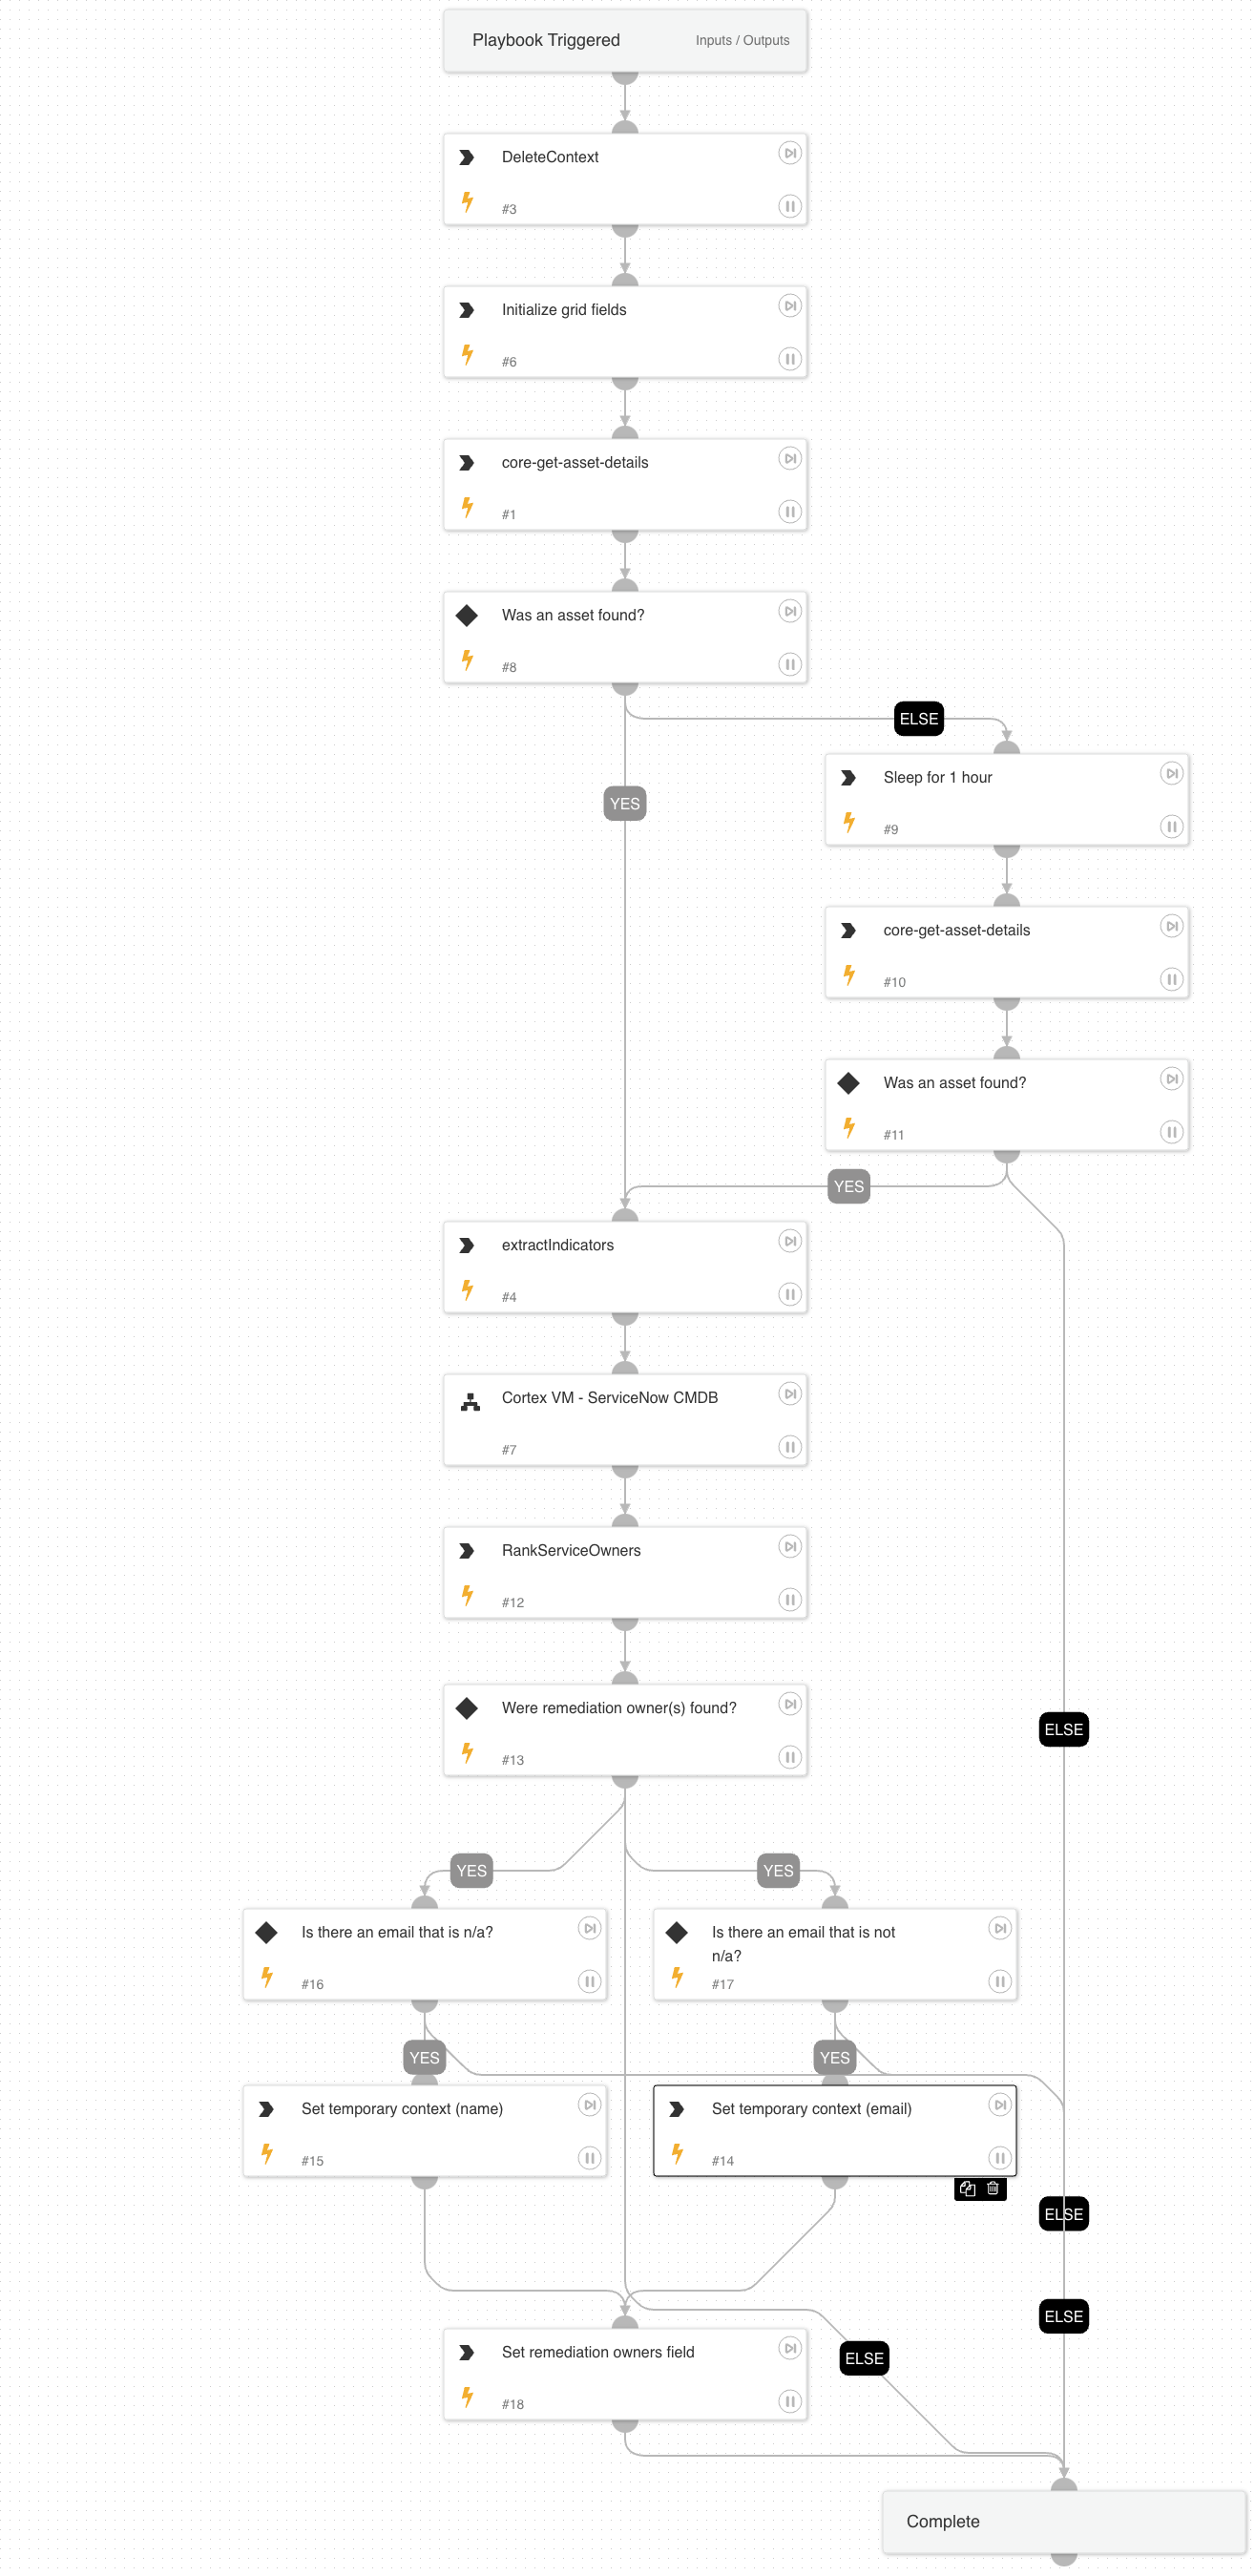 Playbook Triggered
Inputs / Outputs
DeleteContext
#3
Initialize grid fields
#6
core-get-asset-details
#1
Was an asset found?
#8
ELSE
Sleep for 1 hour
YES
#9
core-get-asset-details
#10
Was an asset found?
#11
YES
extractIndicators
#4
Cortex VM - ServiceNow CMDB
#7
RankServiceOwners
#12
Were remediation owner(s) found?
ELSE
#13
YES
YES
Is there an email that is n/a?
#16
Is there an email that is not
n/a?
#17
YES
YES
Set temporary context (name)
#15
Set temporary context (email)
#14
ELSE
ELSE
Set remediation owners field
ELSE
#18
Complete